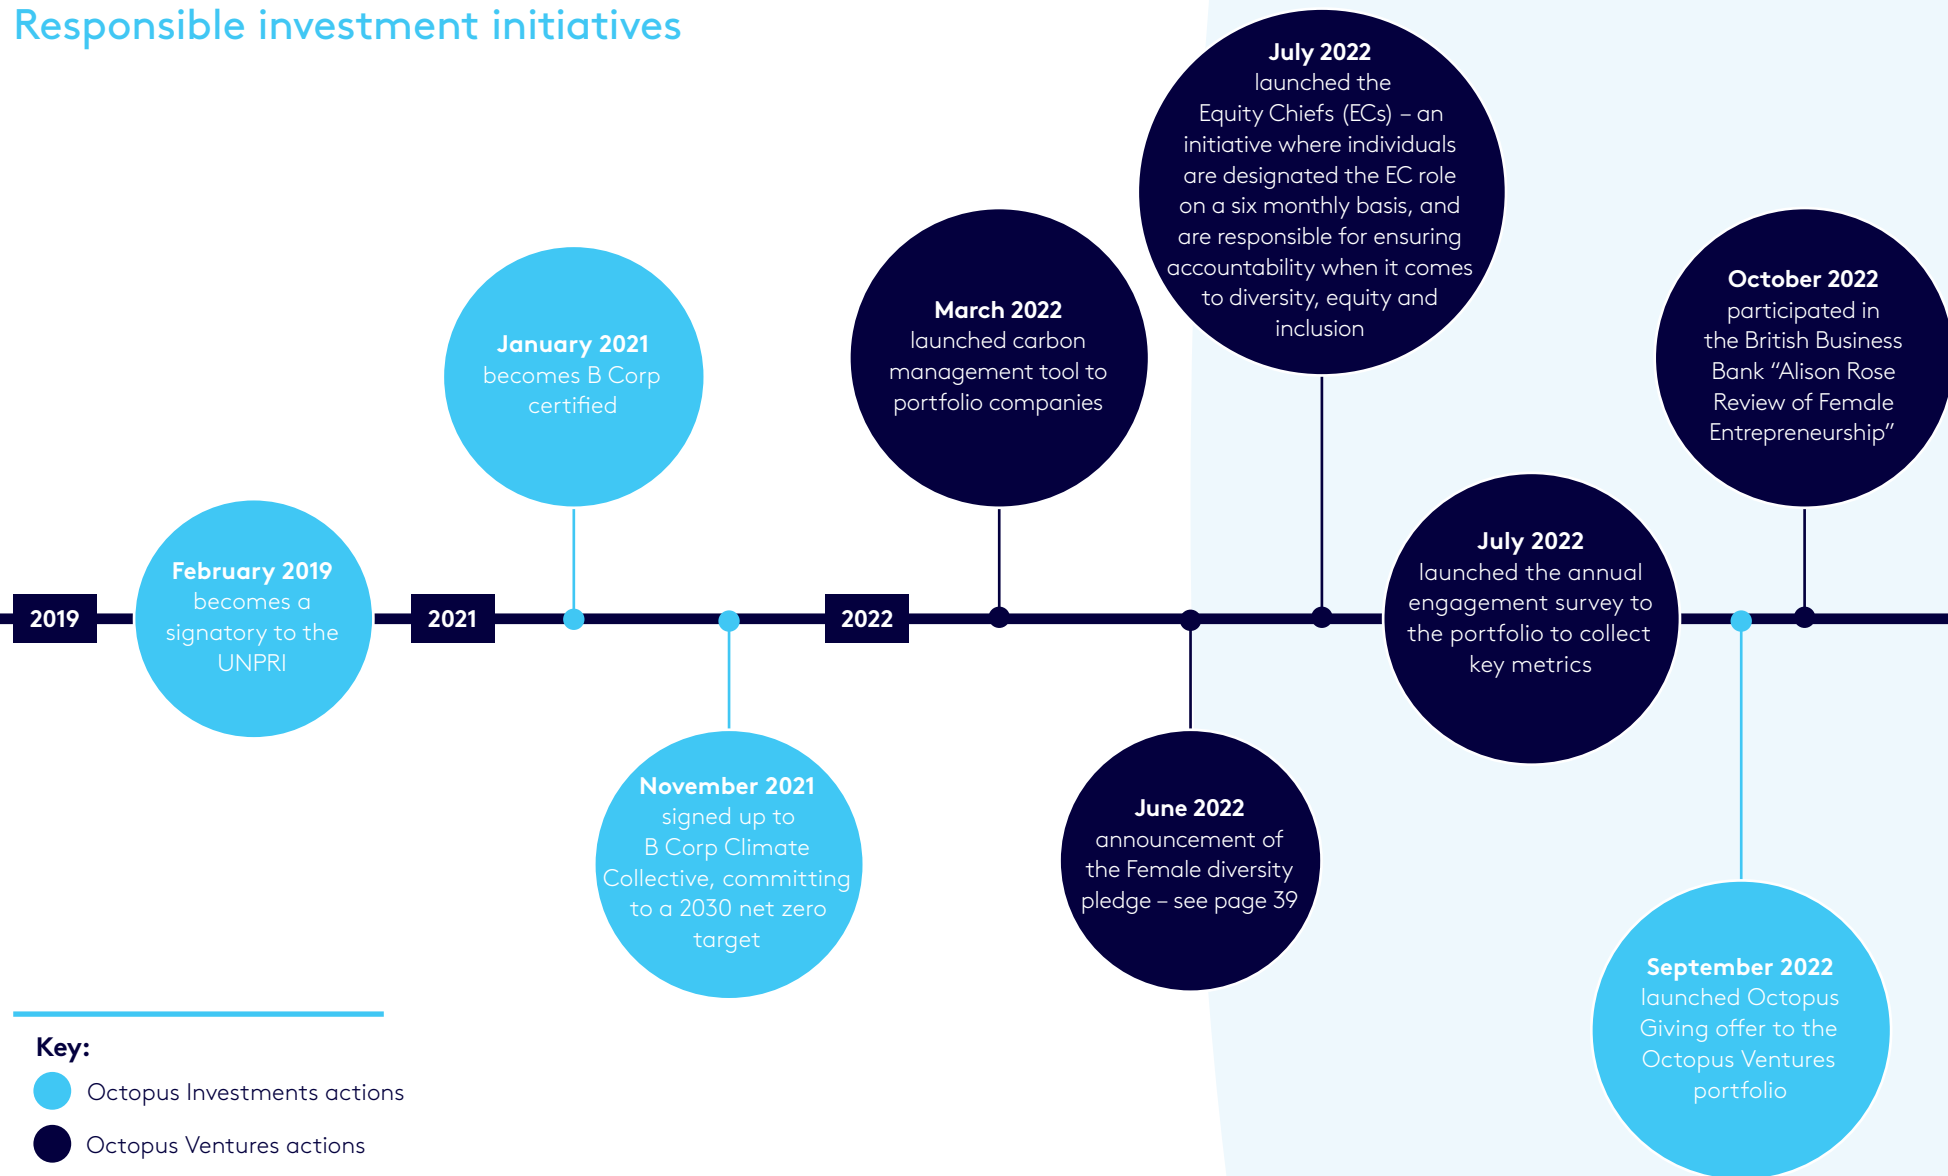 Responsible investment initiatives
2019
February 2019
becomes a
signatory to the
UNPRI
2021
January 2021
becomes B Corp
certified
November 2021
signed up to
B Corp Climate
Collective, committing
to a 2030 net zero
target
2022
March 2022
launched carbon
management tool to
portfolio companies
June 2022
announcement of
the Female diversity
pledge – see page 39
July 2022
launched the
Equity Chiefs (ECs) – an
initiative where individuals
are designated the EC role
on a six monthly basis, and
are responsible for ensuring
accountability when it comes
to diversity, equity and
inclusion
July 2022
launched the annual
engagement survey to
the portfolio to collect
key metrics
September 2022
launched Octopus
Giving offer to the
Octopus Ventures
portfolio
October 2022
participated in
the British Business
Bank “Alison Rose
Review of Female
Entrepreneurship”
Key:
Octopus Investments actions
Octopus Ventures actions